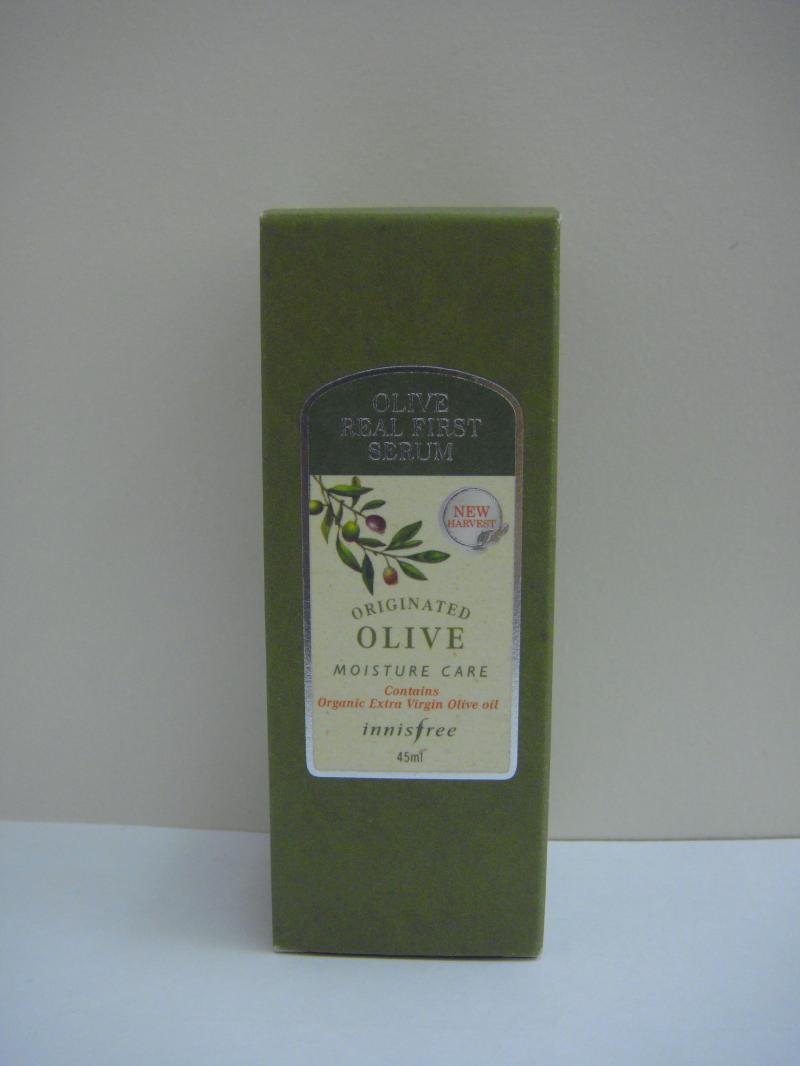 OLIVE
REAL FIRST
SERUM
NEW
HARVEST
ORIGINATED
OLIVE
MOISTURE CARE
Contains
Organic Extra Virgin Olive oil
innisfree
45ml